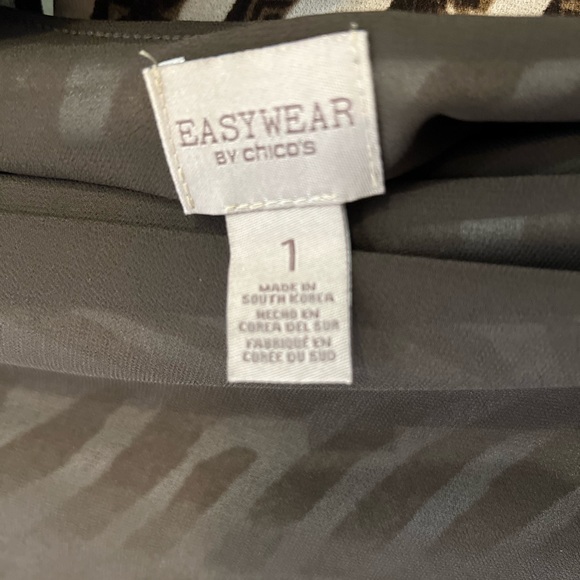 EASYWEAR
BY chico's
1
MADE IN
SOUTH KOREA
HECHO EN
COREA DEL SUR
FABRIQUÉ EN
CORÉE DU SUD